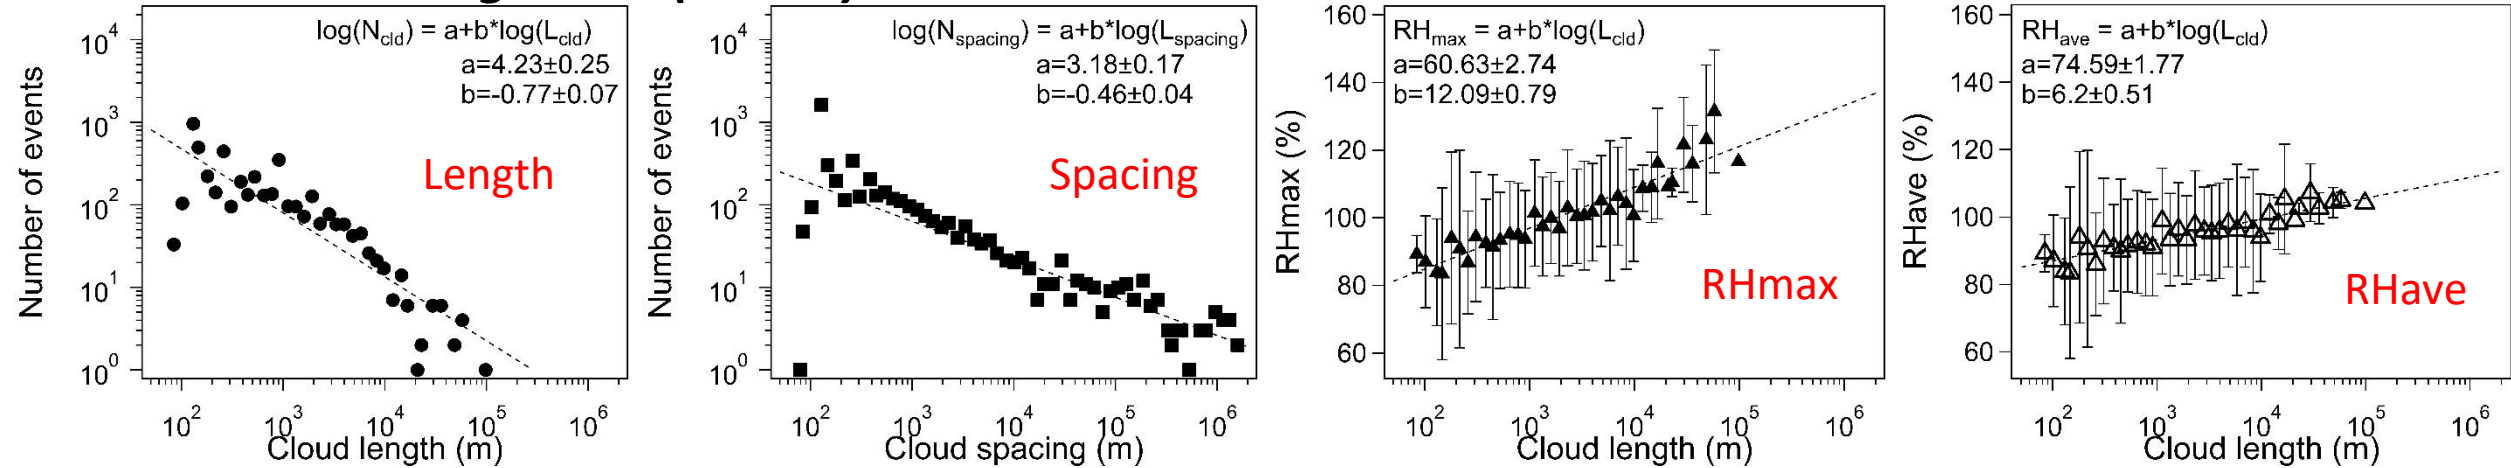 log(N_cld) = a+b*log(L_cld)
a=4.23±0.25
b=-0.77±0.07
Length
Number of events
10^4
10^3
10^2
10^1
10^0
10^2 10^3 10^4 10^5 10^6
Cloud length (m)
log(N_spacing) = a+b*log(L_spacing)
a=3.18±0.17
b=-0.46±0.04
Spacing
Number of events
10^4
10^3
10^2
10^1
10^0
10^2 10^3 10^4 10^5 10^6
Cloud spacing (m)
RH_max = a+b*log(L_cld)
a=60.63±2.74
b=12.09±0.79
RHmax
RHmax (%)
160
140
120
100
80
60
10^2 10^3 10^4 10^5 10^6
Cloud length (m)
RH_ave = a+b*log(L_cld)
a=74.59±1.77
b=6.2±0.51
RHave
RHave (%)
160
140
120
100
80
60
10^2 10^3 10^4 10^5 10^6
Cloud length (m)